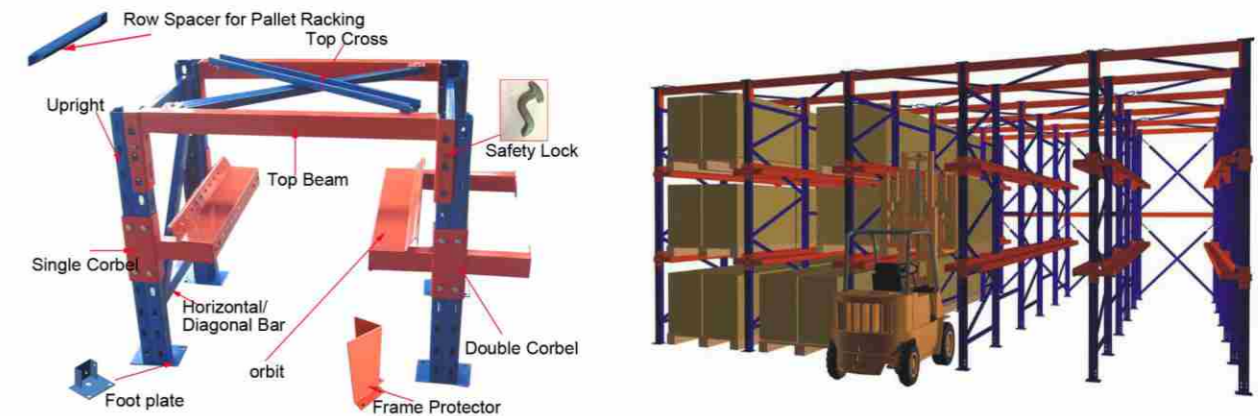 Row Spacer for Pallet Racking
Top Cross
Upright
Safety Lock
Top Beam
Single Corbel
Horizontal/
Diagonal Bar
Double Corbel
orbit
Foot plate
Frame Protector